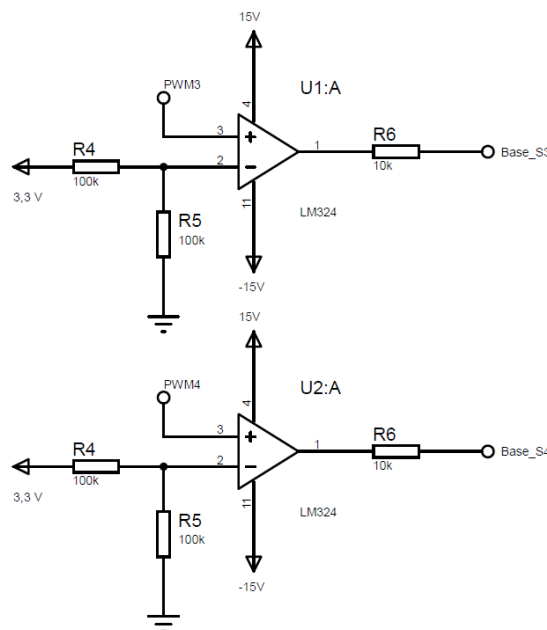 15V
PWM3
U1:A
4
3
2
1
11
R4
100k
3,3 V
R5
100k
R6
10k
Base_S3
LM324
-15V
15V
PWM4
U2:A
4
3
2
1
11
R4
100k
3,3 V
R5
100k
R6
10k
Base_S4
LM324
-15V